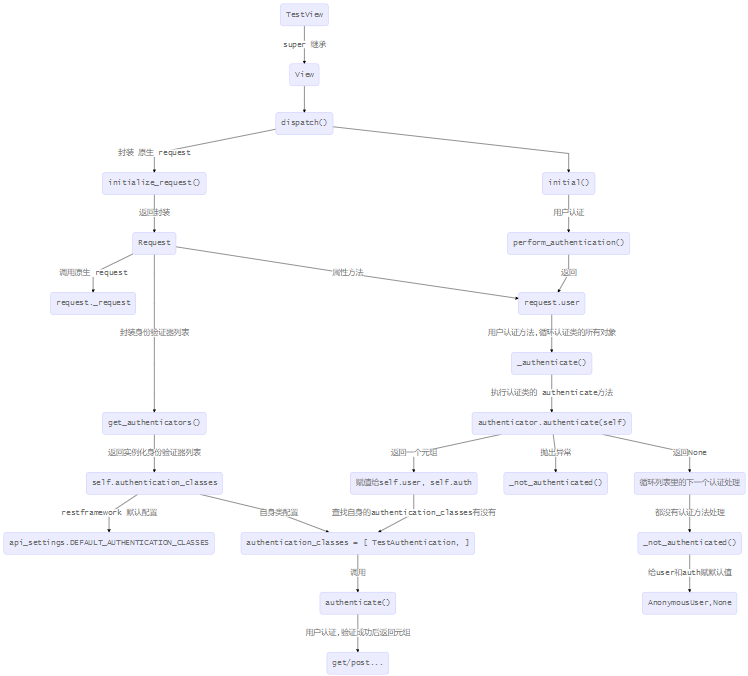 TestView
super 继承
View
dispatch()
封装 原生 request
initialize_request()
initial()
返回封装
用户认证
Request
perform_authentication()
调用原生 request
属性方法
返回
request._request
request.user
封装身份验证器列表
用户认证方法,循环认证类的所有对象
_authenticate()
执行认证类的 authenticate方法
get_authenticators()
authenticator.authenticate(self)
返回实例化身份验证器列表
返回一个元组
抛出异常
返回None
self.authentication_classes
赋值给self.user, self.auth
_not_authenticated()
循环列表里的下一个认证处理
restframework 默认配置
自身类配置
查找自身的authentication_classes有没有
都没有认证方法处理
api_settings.DEFAULT_AUTHENTICATION_CLASSES
authentication_classes = [ TestAuthentication, ]
_not_authenticated()
调用
给user和auth赋默认值
authenticate()
AnonymousUser,None
用户认证,验证成功后返回元组
get/post...